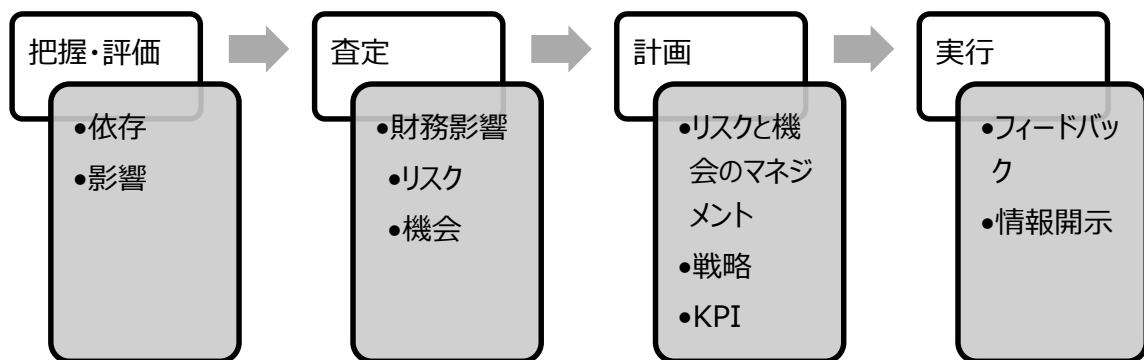 把握・評価
•依存
•影響
査定
•財務影響
•リスク
•機会
計画
•リスクと機
会のマネジ
メント
•戦略
•KPI
実行
•フィードバッ
ク
•情報開示